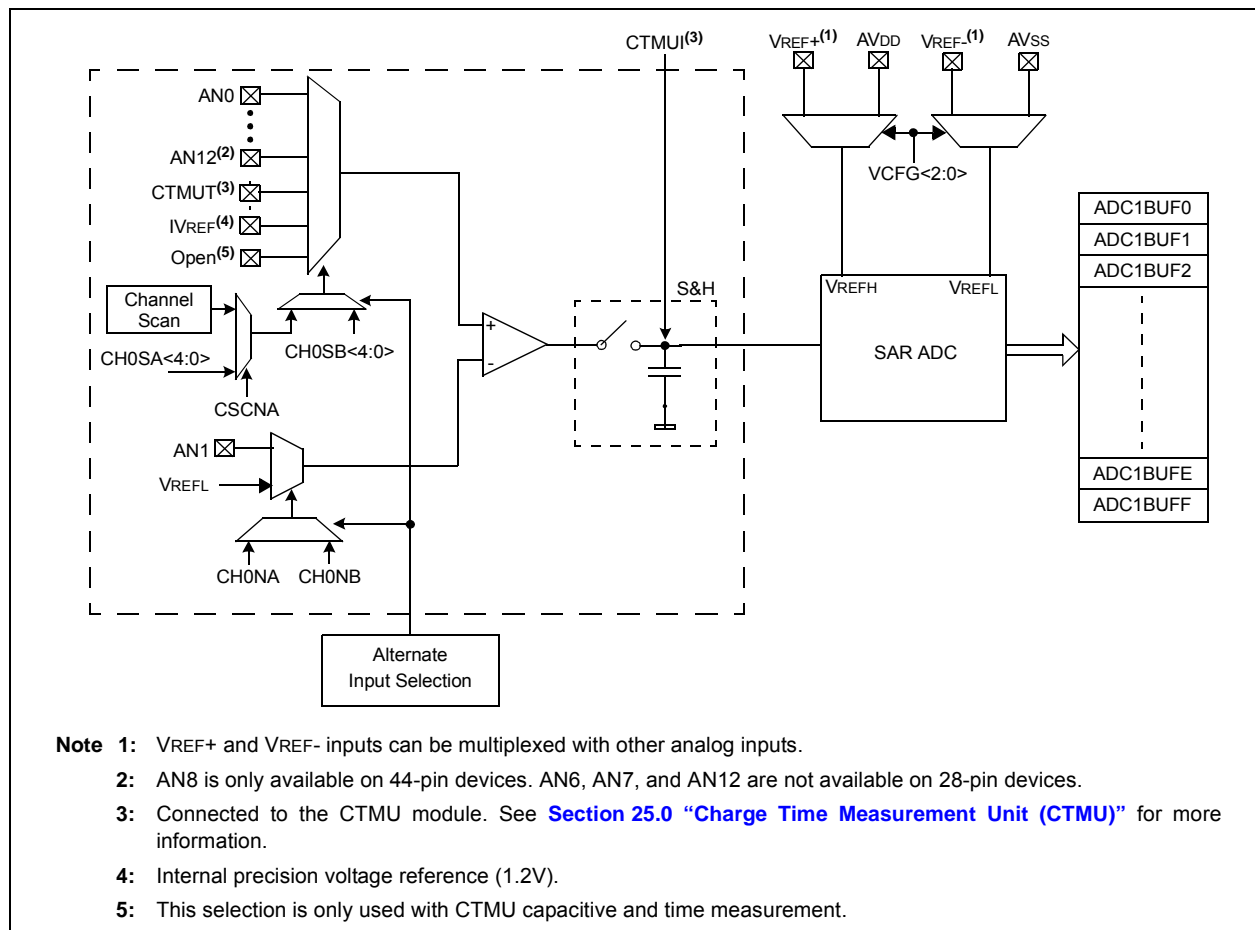 CTMUI(3)
VREF+(1) AVDD VREF-(1) AVSS
AN0
AN12(2)
CTMUT(3)
IVREF(4)
Open(5)
VCFG<2:0>
ADC1BUF0
ADC1BUF1
ADC1BUF2
Channel
Scan
S&H
VREFH VREFL
CH0SA<4:0>
CH0SB<4:0>
+
-
SAR ADC
CSCNA
AN1
VREFL
ADC1BUFE
ADC1BUFF
CH0NA CH0NB
Alternate
Input Selection
Note 1: VREF+ and VREF- inputs can be multiplexed with other analog inputs.
2: AN8 is only available on 44-pin devices. AN6, AN7, and AN12 are not available on 28-pin devices.
3: Connected to the CTMU module. See Section 25.0 “Charge Time Measurement Unit (CTMU)” for more
information.
4: Internal precision voltage reference (1.2V).
5: This selection is only used with CTMU capacitive and time measurement.